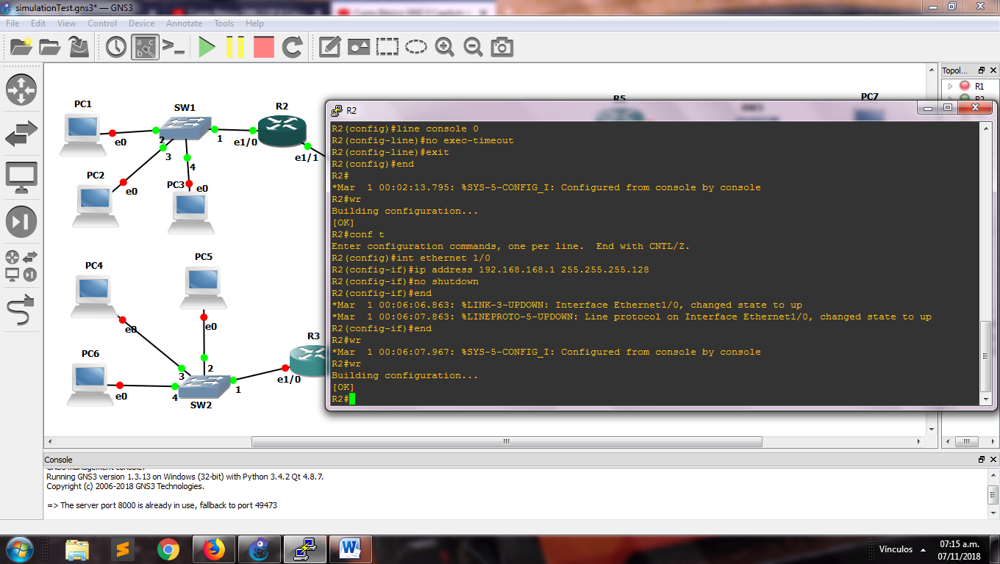 simulationTest.gns3* — GNS3
File Edit View Control Device Annotate Tools Help
Topol...
R1
R2
PC1
SW1
R2
R5
PC7
e0
2
1
e1/0
e1/1
3
4
PC2
e0
PC3
e0
PC4
PC5
e0
e0
PC6
R3
3
2
e1/0
e0
4
1
SW2
R2
R2(config)#line console 0
R2(config-line)#no exec-timeout
R2(config-line)#exit
R2(config)#end
R2#
*Mar  1 00:02:13.795: %SYS-5-CONFIG_I: Configured from console by console
R2#wr
Building configuration...
[OK]
R2#conf t
Enter configuration commands, one per line.  End with CNTL/Z.
R2(config)#int ethernet 1/0
R2(config-if)#ip address 192.168.168.1 255.255.255.128
R2(config-if)#no shutdown
R2(config-if)#end
*Mar  1 00:06:06.863: %LINK-3-UPDOWN: Interface Ethernet1/0, changed state to up
*Mar  1 00:06:07.863: %LINEPROTO-5-UPDOWN: Line protocol on Interface Ethernet1/0, changed state to up
R2(config-if)#end
R2#wr
*Mar  1 00:06:07.967: %SYS-5-CONFIG_I: Configured from console by console
R2#wr
Building configuration...
[OK]
R2#
Console
GNS3 management console.
Running GNS3 version 1.3.13 on Windows (32-bit) with Python 3.4.2 Qt 4.8.7.
Copyright (c) 2006-2018 GNS3 Technologies.
=> The server port 8000 is already in use, fallback to port 49473
Vínculos
07:15 a.m.
07/11/2018